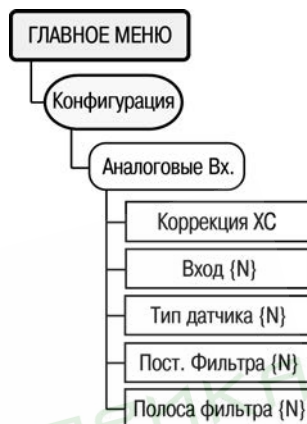 ГЛАВНОЕ МЕНЮ
Конфигурация
Аналоговые Вх.
Коррекция ХС
Вход {N}
Тип датчика {N}
Пост. Фильтра {N}
Полоса фильтра {N}